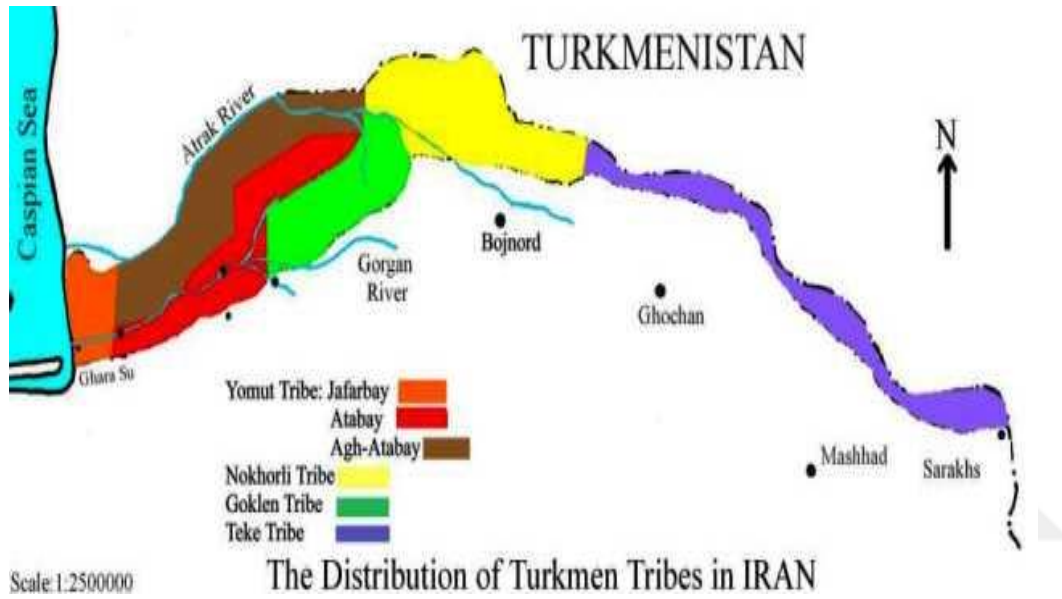 TURKMENISTAN
Caspian Sea
Atrak River
N
Bojnord
Gorgan
River
Ghochan
Ghara Su
Yomut Tribe: Jafarbay
Atabay
Agh-Atabay
Nokhorli Tribe
Goklen Tribe
Teke Tribe
Mashhad
Sarakhs
Scale:1:2500000
The Distribution of Turkmen Tribes in IRAN